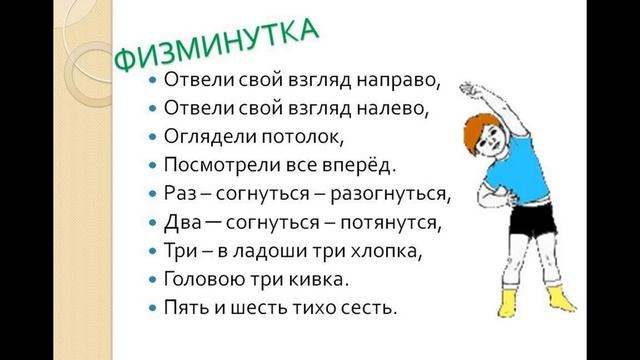 ФИЗМИНУТКА
• Отвели свой взгляд направо,
• Отвели свой взгляд налево,
• Оглядели потолок,
• Посмотрели все вперёд.
• Раз – согнуться – разогнуться,
• Два — согнуться – потянутся,
• Три – в ладоши три хлопка,
• Головою три кивка.
• Пять и шесть тихо сесть.